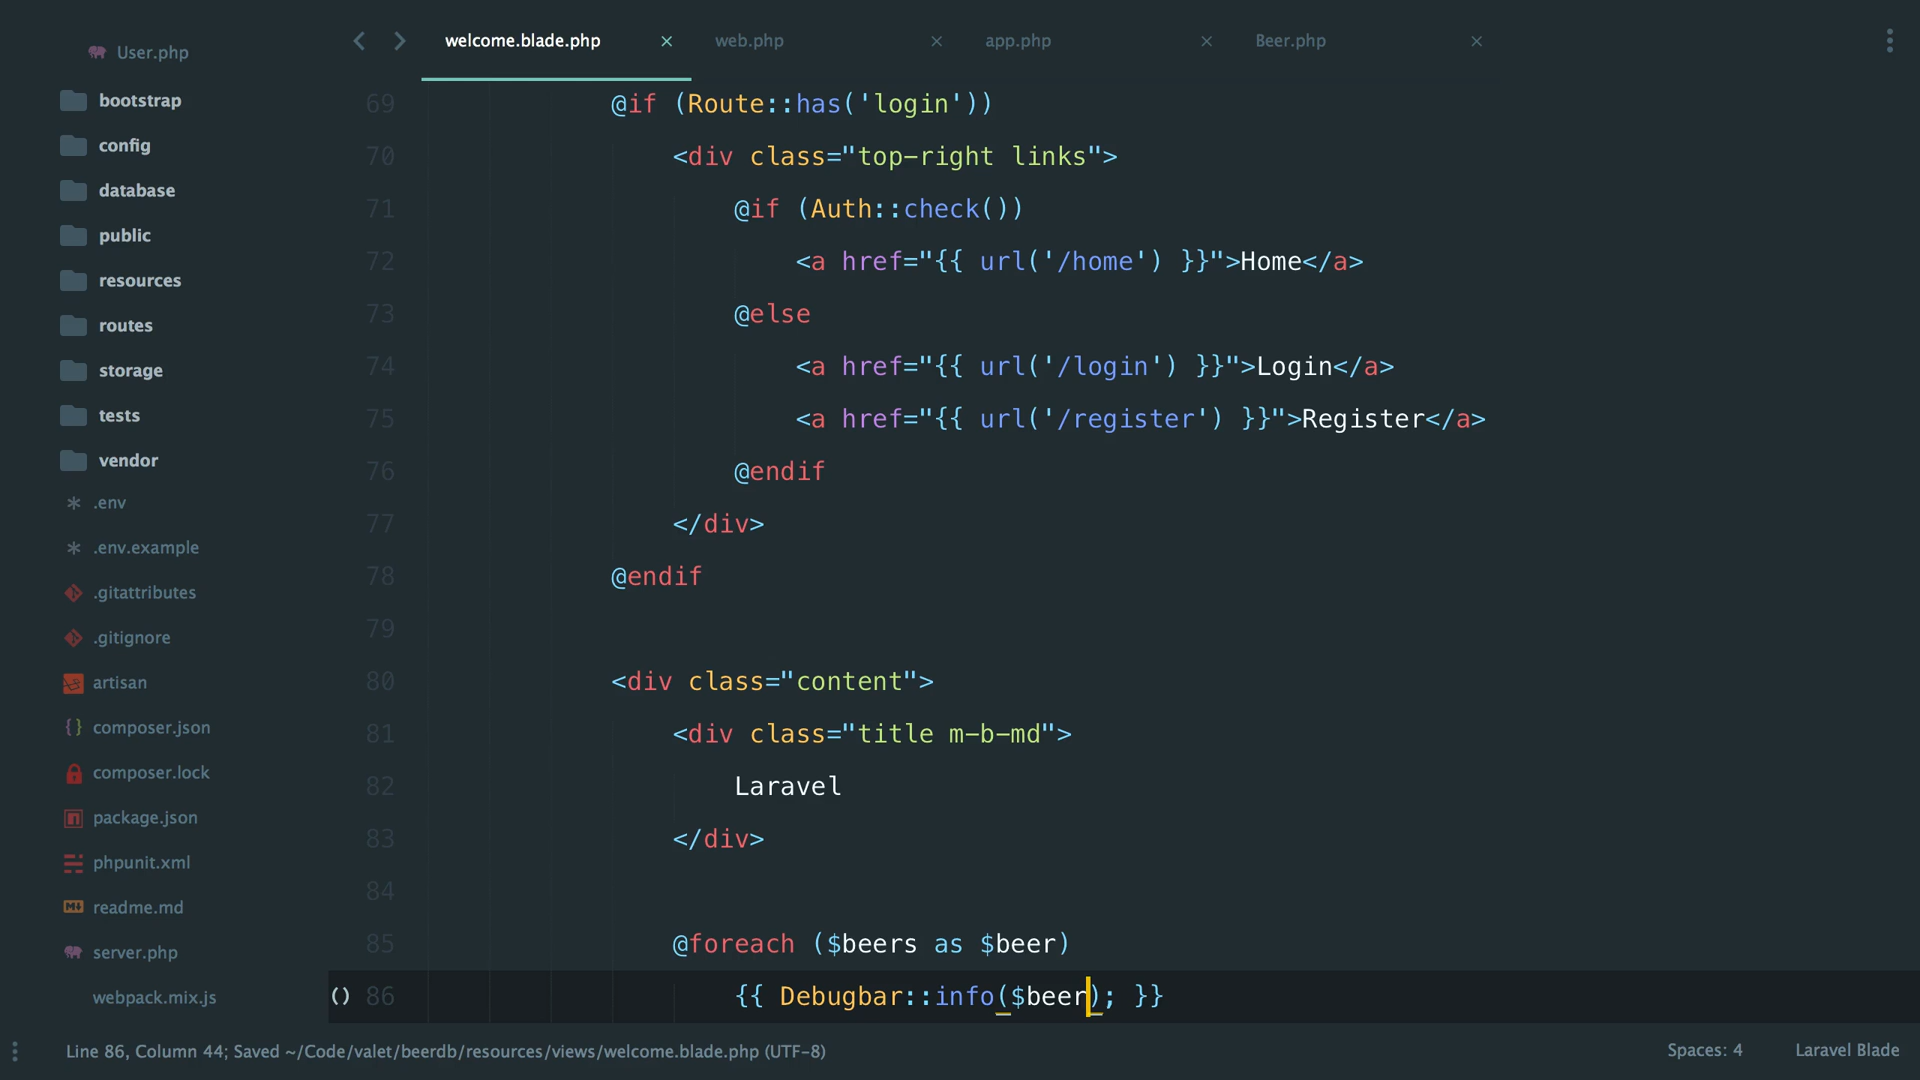 User.php
bootstrap
config
database
public
resources
routes
storage
tests
vendor
.env
.env.example
.gitattributes
.gitignore
artisan
composer.json
composer.lock
package.json
phpunit.xml
readme.md
server.php
webpack.mix.js
welcome.blade.php × web.php × app.php × Beer.php ×
69 @if (Route::has('login'))
70 <div class="top-right links">
71 @if (Auth::check())
72 <a href="{{ url('/home') }}">Home</a>
73 @else
74 <a href="{{ url('/login') }}">Login</a>
75 <a href="{{ url('/register') }}">Register</a>
76 @endif
77 </div>
78 @endif
79
80 <div class="content">
81 <div class="title m-b-md">
82 Laravel
83 </div>
84
85 @foreach ($beers as $beer)
() 86 {{ Debugbar::info($beer); }}
Line 86, Column 44; Saved ~/Code/valet/beerdb/resources/views/welcome.blade.php (UTF-8) Spaces: 4 Laravel Blade